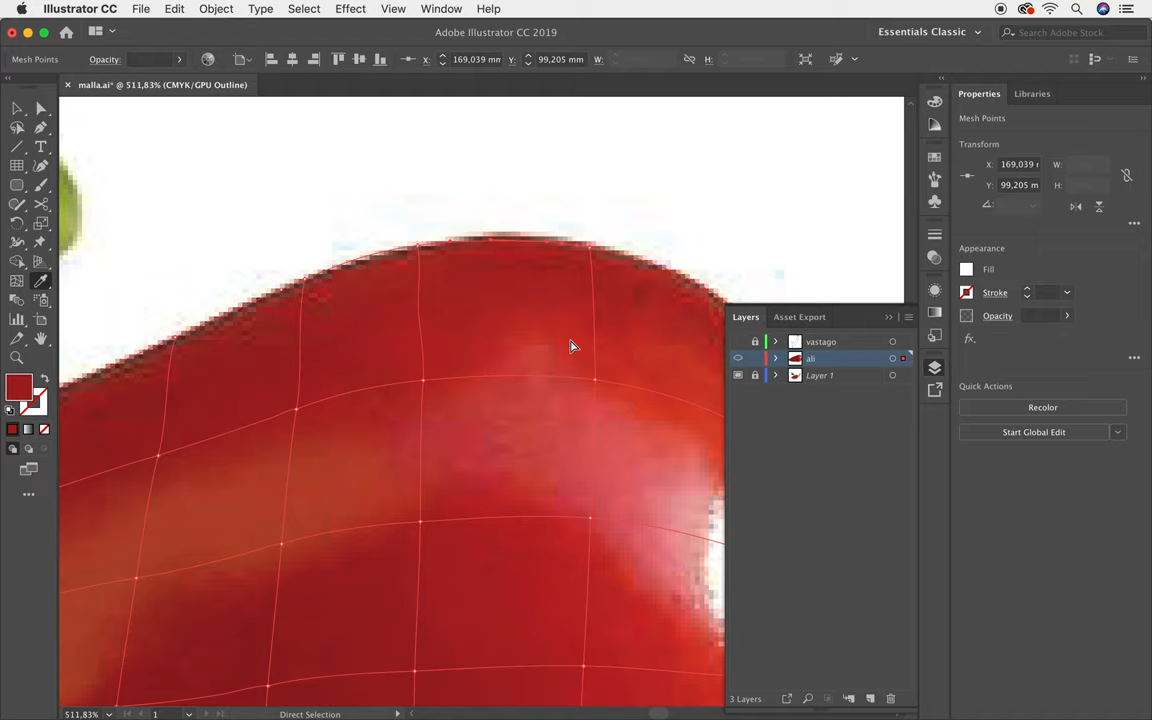 Illustrator CC File Edit Object Type Select Effect View Window Help
Adobe Illustrator CC 2019
Essentials Classic
Search Adobe Stock
Mesh Points Opacity: X: 169,039 mm Y: 99,205 mm W: H:
malla.ai* @ 511,83% (CMYK/GPU Outline)
Properties Libraries
Mesh Points
Transform
X: 169,039 W:
Y: 99,205 m H:
Appearance
Fill
Stroke
Opacity
fx.
Quick Actions
Recolor
Start Global Edit
Layers Asset Export
vastago
ali
Layer 1
3 Layers
511,83% 1 Direct Selection